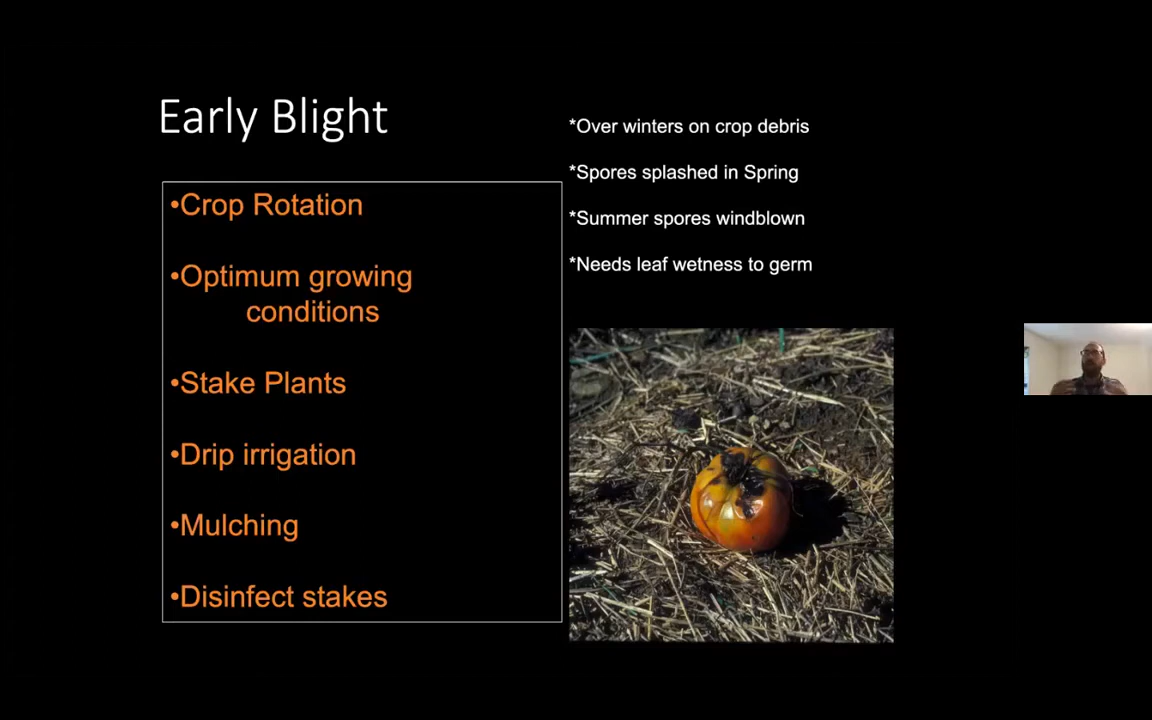 Early Blight
•Crop Rotation
•Optimum growing
conditions
•Stake Plants
•Drip irrigation
•Mulching
•Disinfect stakes
*Over winters on crop debris
*Spores splashed in Spring
*Summer spores windblown
*Needs leaf wetness to germ